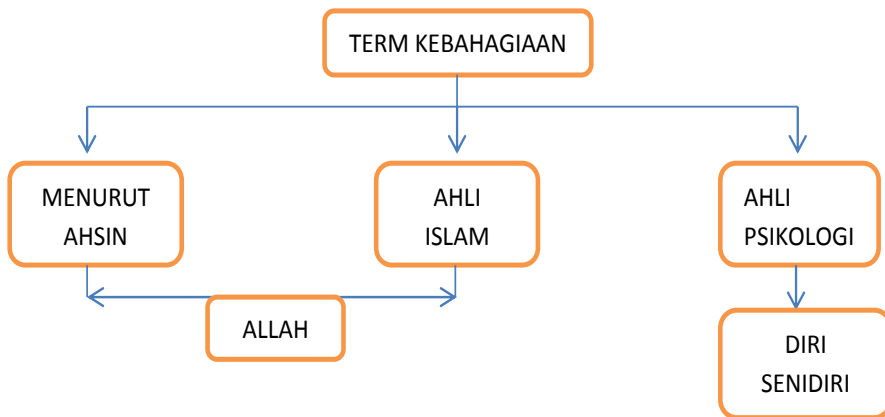 TERM KEBAHAGIAAN
MENURUT
AHSIN
AHLI
ISLAM
AHLI
PSIKOLOGI
ALLAH
DIRI
SENIDIRI